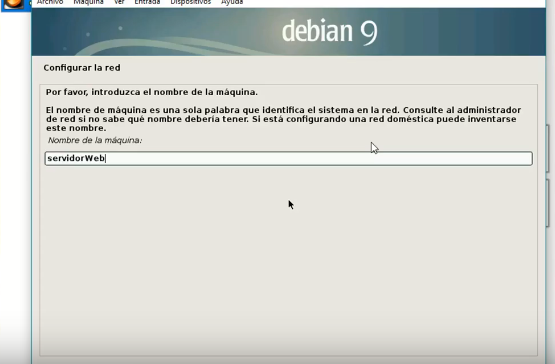 Archivo Máquina Ver Entrada Dispositivos Ayuda
debian 9
Configurar la red
Por favor, introduzca el nombre de la máquina.
El nombre de máquina es una sola palabra que identifica el sistema en la red. Consulte al administrador
de red si no sabe qué nombre debería tener. Si está configurando una red doméstica puede inventarse
este nombre.
Nombre de la máquina:
servidorWeb